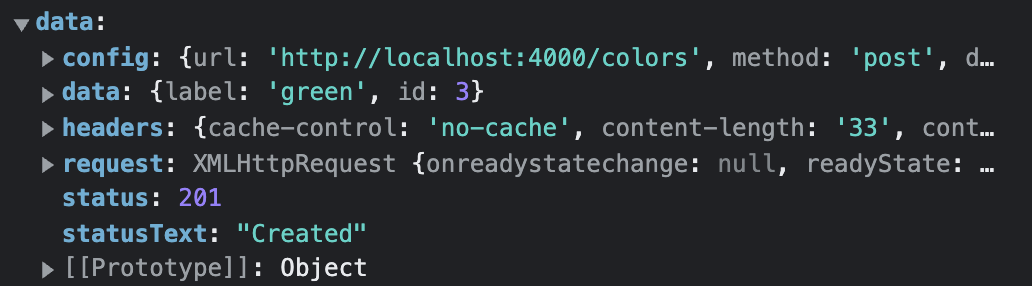 ▼ data:
▶ config: {url: 'http://localhost:4000/colors', method: 'post', d…
▶ data: {label: 'green', id: 3}
▶ headers: {cache-control: 'no-cache', content-length: '33', cont…
▶ request: XMLHttpRequest {onreadystatechange: null, readyState: …
status: 201
statusText: "Created"
▶ [[Prototype]]: Object